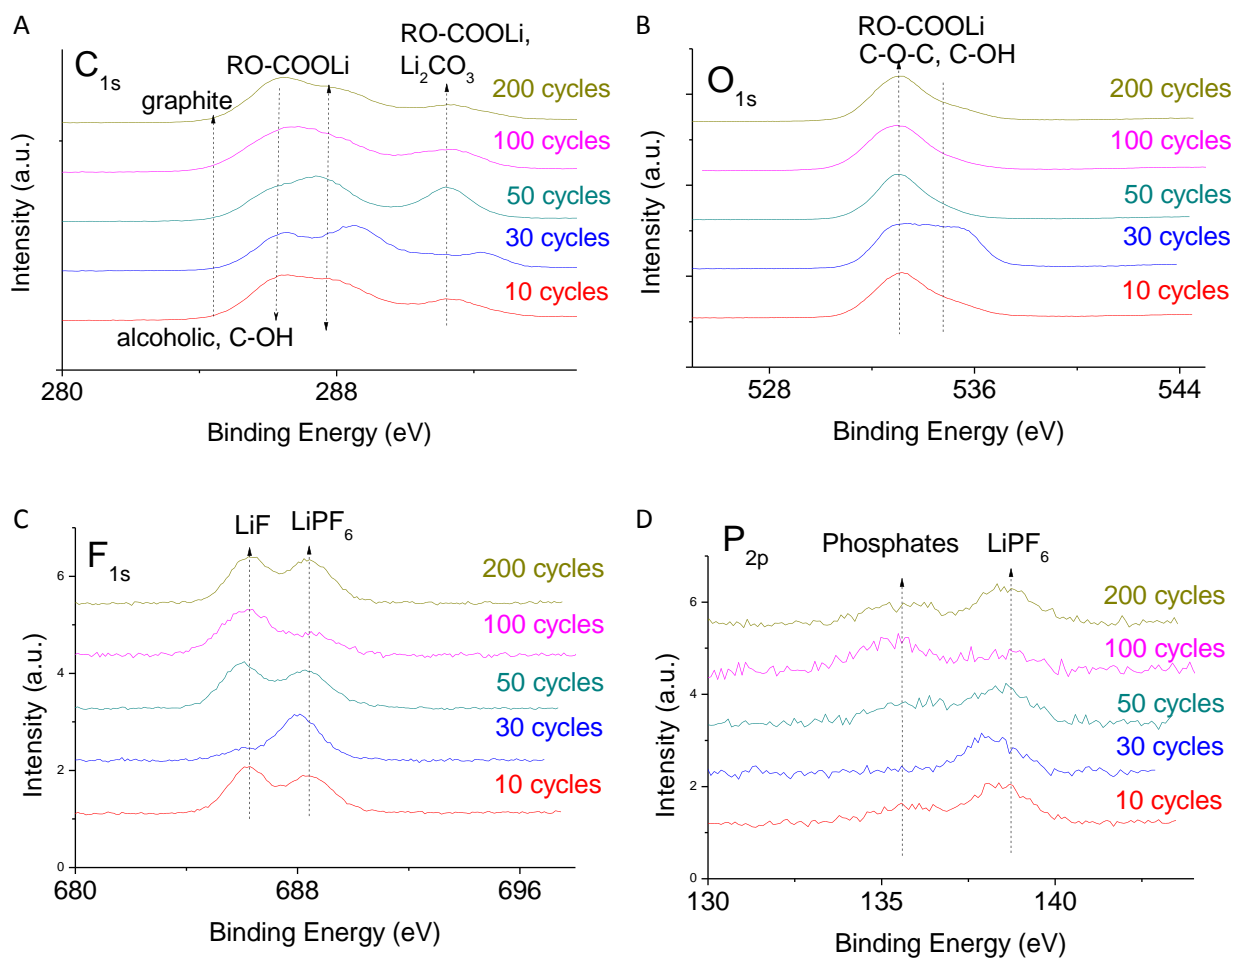 A
C1s
RO-COOLi
RO-COOLi,
Li2CO3
graphite
200 cycles
100 cycles
50 cycles
30 cycles
10 cycles
alcoholic, C-OH
Intensity (a.u.)
280
288
Binding Energy (eV)
B
RO-COOLi
C-O-C, C-OH
O1s
200 cycles
100 cycles
50 cycles
30 cycles
10 cycles
Intensity (a.u.)
528
536
544
Binding Energy (eV)
C
LiF
LiPF6
F1s
200 cycles
100 cycles
50 cycles
30 cycles
10 cycles
6
4
2
0
Intensity (a.u.)
680
688
696
Binding Energy (eV)
D
P2p
Phosphates
LiPF6
200 cycles
100 cycles
50 cycles
30 cycles
10 cycles
6
4
2
0
Intensity (a.u.)
130
135
140
Binding Energy (eV)